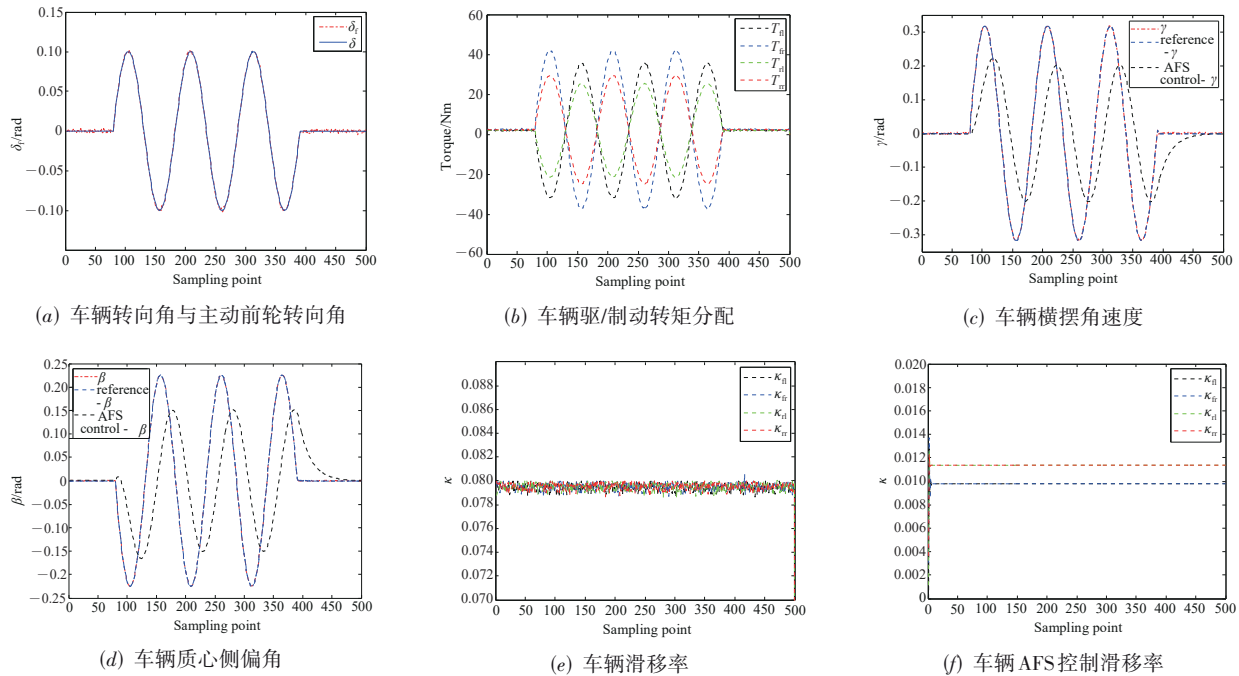 0.10
0.05
0
−0.05
−0.10
δf/rad
δf
δ
0 50 100 150 200 250 300 350 400 450 500
Sampling point
(a) 车辆转向角与主动前轮转向角
60
40
20
0
−20
−40
−60
Torque/Nm
Tfl
Tfr
Trl
Trr
0 50 100 150 200 250 300 350 400 450 500
Sampling point
(b) 车辆驱/制动转矩分配
0.3
0.2
0.1
0
−0.1
−0.2
−0.3
γ/rad
γ
reference
-γ
AFS
control- γ
0 50 100 150 200 250 300 350 400 450 500
Sampling point
(c) 车辆横摆角速度
0.25
0.20
0.15
0.10
0.05
0
−0.05
−0.1
−0.15
−0.2
−0.25
β/rad
β
reference
-β
AFS
control - β
0 50 100 150 200 250 300 350 400 450 500
Sampling point
(d) 车辆质心侧偏角
0.088
0.086
0.084
0.082
0.080
0.078
0.076
0.074
0.072
0.070
κ
κfl
κfr
κrl
κrr
0 50 100 150 200 250 300 350 400 450 500
Sampling point
(e) 车辆滑移率
0.020
0.018
0.016
0.014
0.012
0.010
0.008
0.006
0.004
0.002
0
κ
κfl
κfr
κrl
κrr
0 50 100 150 200 250 300 350 400 450 500
Sampling point
(f) 车辆AFS控制滑移率